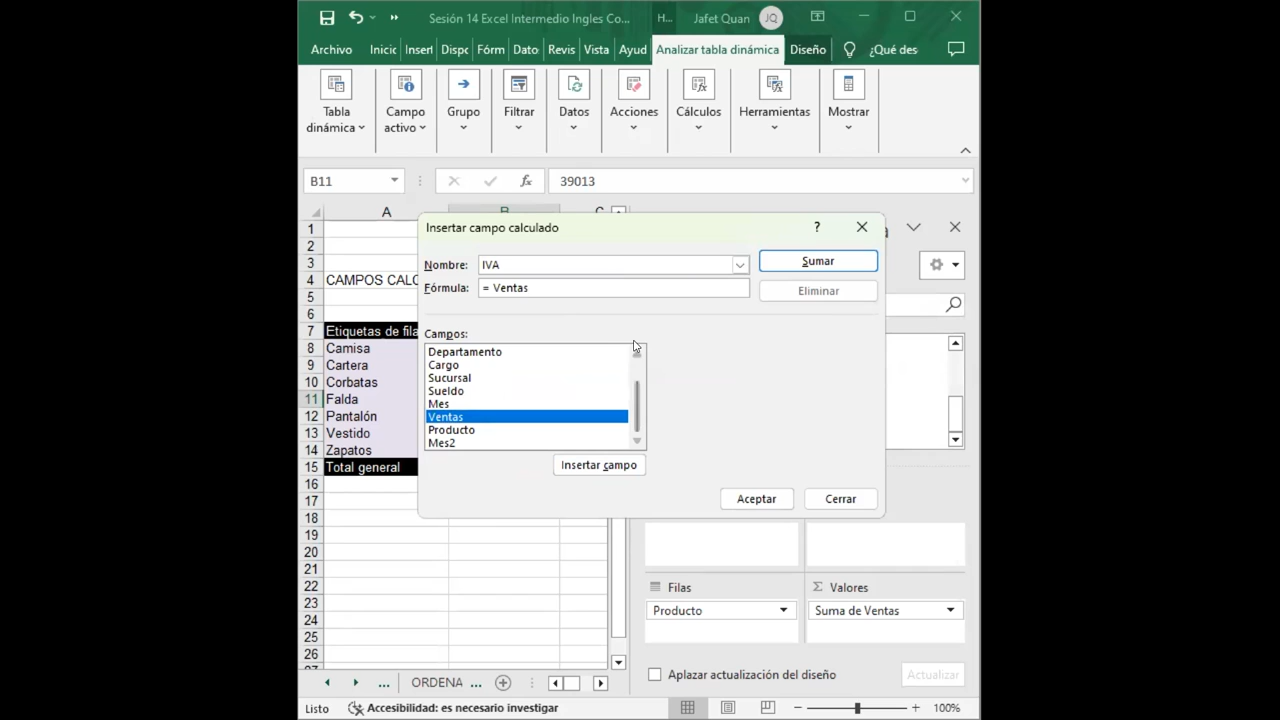 Sesión 14 Excel Intermedio Ingles Co... H... Jafet Quan JQ
Archivo Inicic Insert Dispo Fórm Dato Revis Vista Ayud Analizar tabla dinámica Diseño ¿Qué des
Tabla dinámica
Campo activo
Grupo
Filtrar
Datos
Acciones
Cálculos
Herramientas
Mostrar
B11 fx 39013
A B C
Insertar campo calculado ?
Nombre: IVA Sumar
Fórmula: = Ventas Eliminar
Campos:
Departamento
Cargo
Sucursal
Sueldo
Mes
Ventas
Producto
Mes2
Insertar campo
Aceptar Cerrar
1
2
3
4 CAMPOS CALC
5
6
7 Etiquetas de fila
8 Camisa
9 Cartera
10 Corbatas
11 Falda
12 Pantalón
13 Vestido
14 Zapatos
15 Total general
16
17
18
19
20
21
22
23
24
25
26
a
Filas Σ Valores
Producto Suma de Ventas
Aplazar actualización del diseño Actualizar
... ORDENA ...
Listo Accesibilidad: es necesario investigar 100%